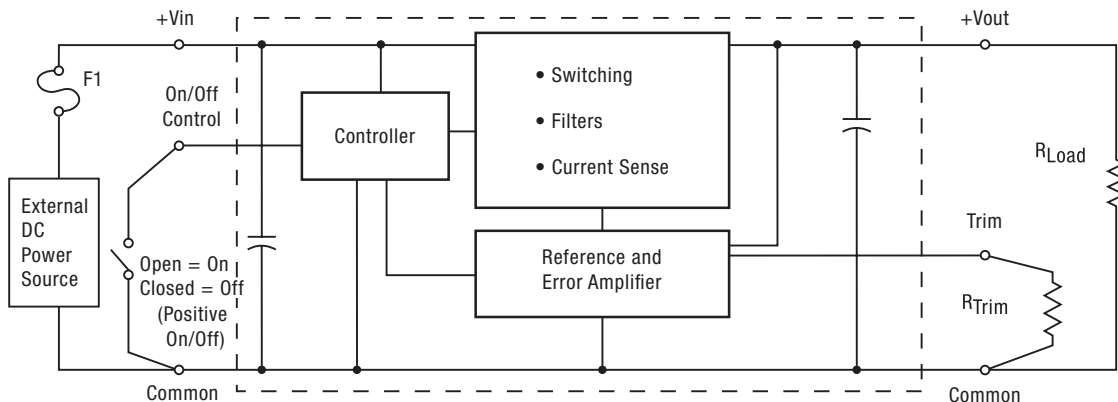 +Vin
+Vout
F1
On/Off
Control
Controller
• Switching
• Filters
• Current Sense
RLoad
External
DC
Power
Source
Open = On
Closed = Off
(Positive
On/Off)
Reference and
Error Amplifier
Trim
RTrim
Common
Common